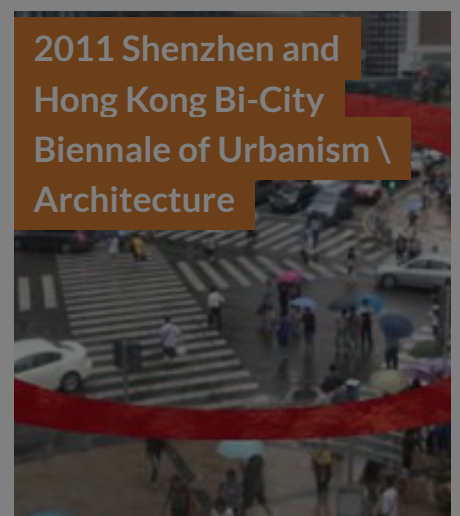 2011 Shenzhen and
Hong Kong Bi-City
Biennale of Urbanism \
Architecture